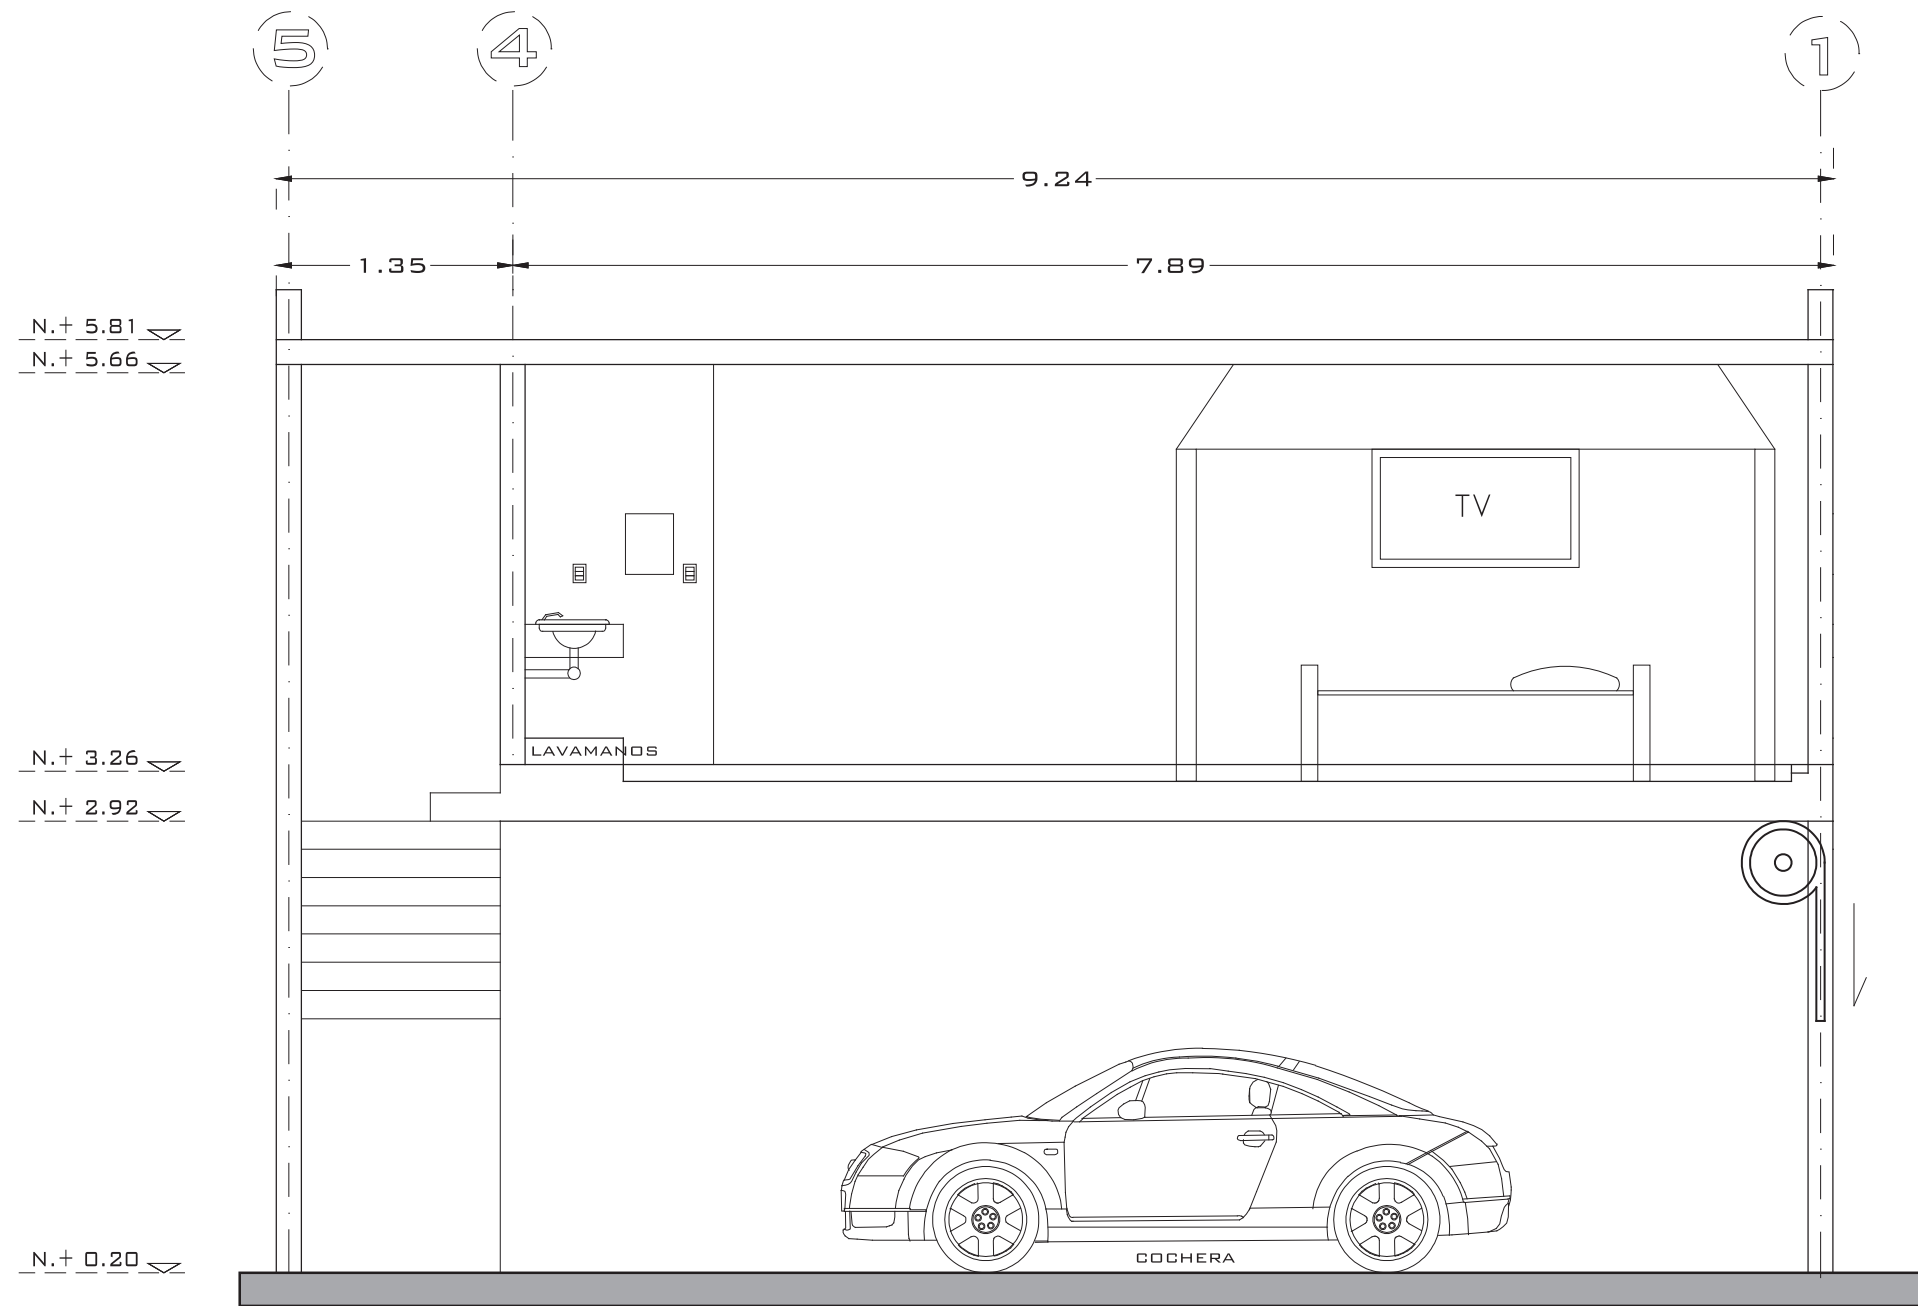 5 4 1
9.24
1.35 7.89
N.+ 5.81
N.+ 5.66
TV
LAVAMANOS
N.+ 3.26
N.+ 2.92
COCHERA
N.+ 0.20